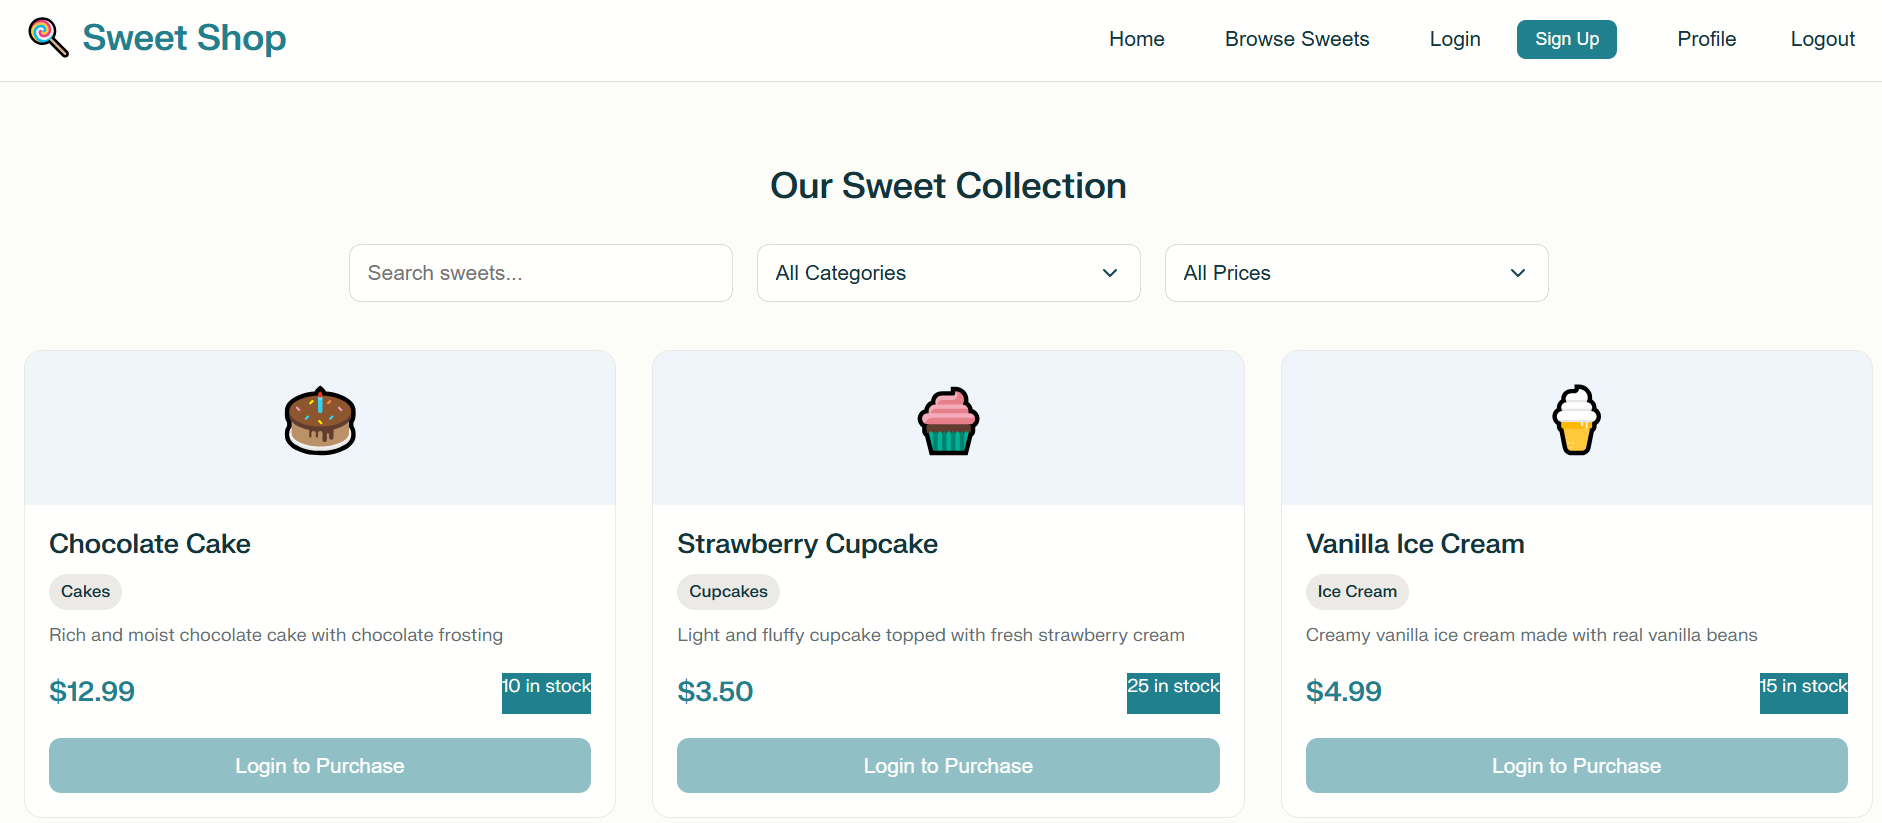 Sweet Shop
Home Browse Sweets Login Sign Up Profile Logout
Our Sweet Collection
Search sweets... All Categories All Prices
Chocolate Cake
Cakes
Rich and moist chocolate cake with chocolate frosting
$12.99 10 in stock
Login to Purchase
Strawberry Cupcake
Cupcakes
Light and fluffy cupcake topped with fresh strawberry cream
$3.50 25 in stock
Login to Purchase
Vanilla Ice Cream
Ice Cream
Creamy vanilla ice cream made with real vanilla beans
$4.99 15 in stock
Login to Purchase